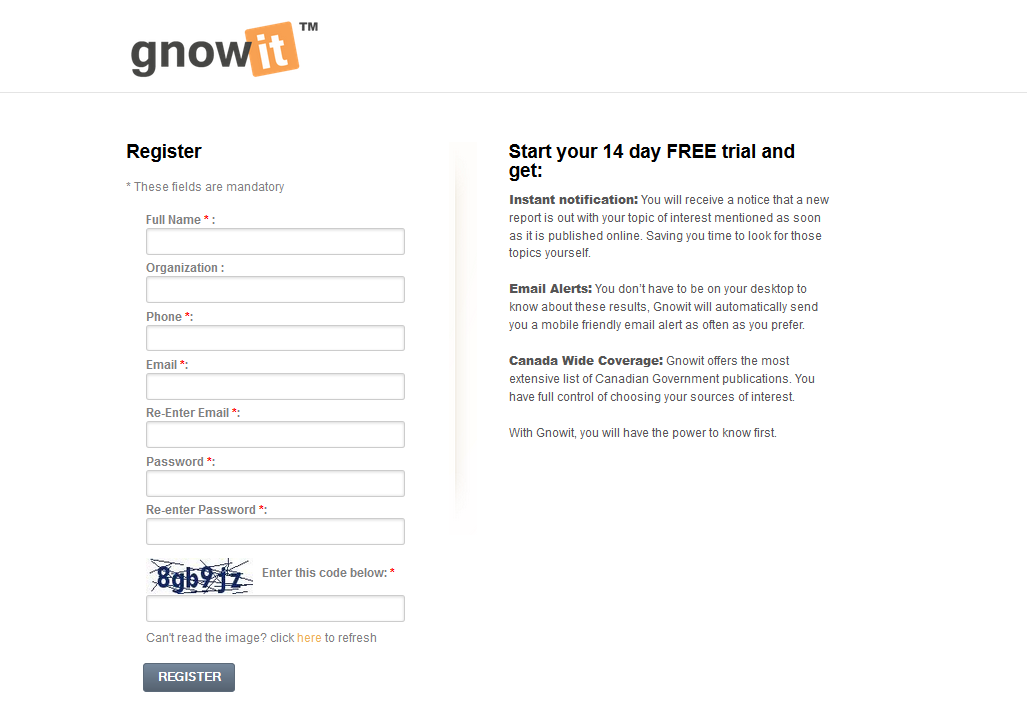 gnowit™
Register
* These fields are mandatory
Full Name * :
Organization :
Phone *:
Email *:
Re-Enter Email *:
Password *:
Re-enter Password *:
8gb9jz
Enter this code below: *
Can't read the image? click here to refresh
REGISTER
Start your 14 day FREE trial and
get:
Instant notification: You will receive a notice that a new
report is out with your topic of interest mentioned as soon
as it is published online. Saving you time to look for those
topics yourself.
Email Alerts: You don't have to be on your desktop to
know about these results, Gnowit will automatically send
you a mobile friendly email alert as often as you prefer.
Canada Wide Coverage: Gnowit offers the most
extensive list of Canadian Government publications. You
have full control of choosing your sources of interest.
With Gnowit, you will have the power to know first.